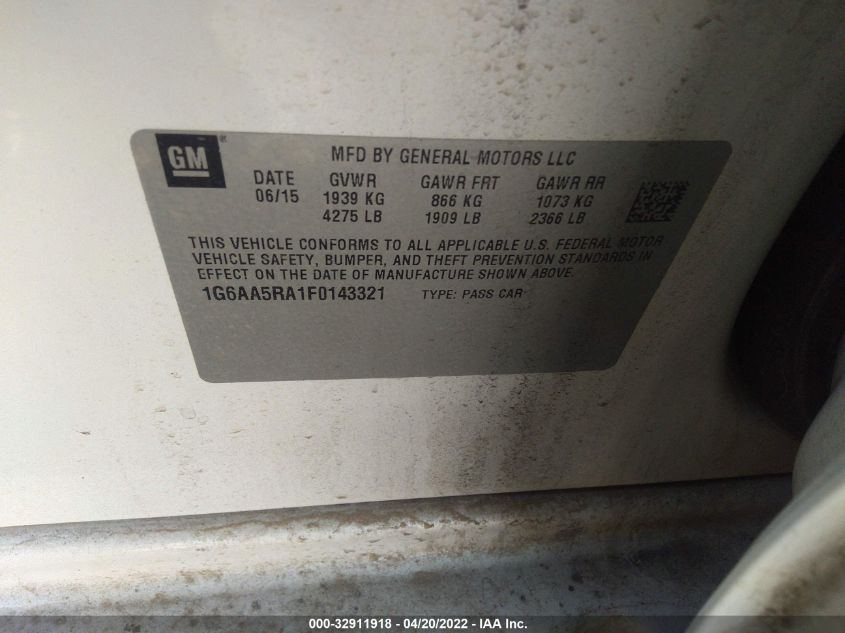 GM ®
MFD BY GENERAL MOTORS LLC
DATE GVWR GAWR FRT GAWR RR
06/15 1939 KG 866 KG 1073 KG
4275 LB 1909 LB 2366 LB
THIS VEHICLE CONFORMS TO ALL APPLICABLE U.S. FEDERAL MOTOR
VEHICLE SAFETY, BUMPER, AND THEFT PREVENTION STANDARDS IN
EFFECT ON THE DATE OF MANUFACTURE SHOWN ABOVE.
1G6AA5RA1F0143321 TYPE: PASS CAR
000-32911918 - 04/20/2022 - IAA Inc.